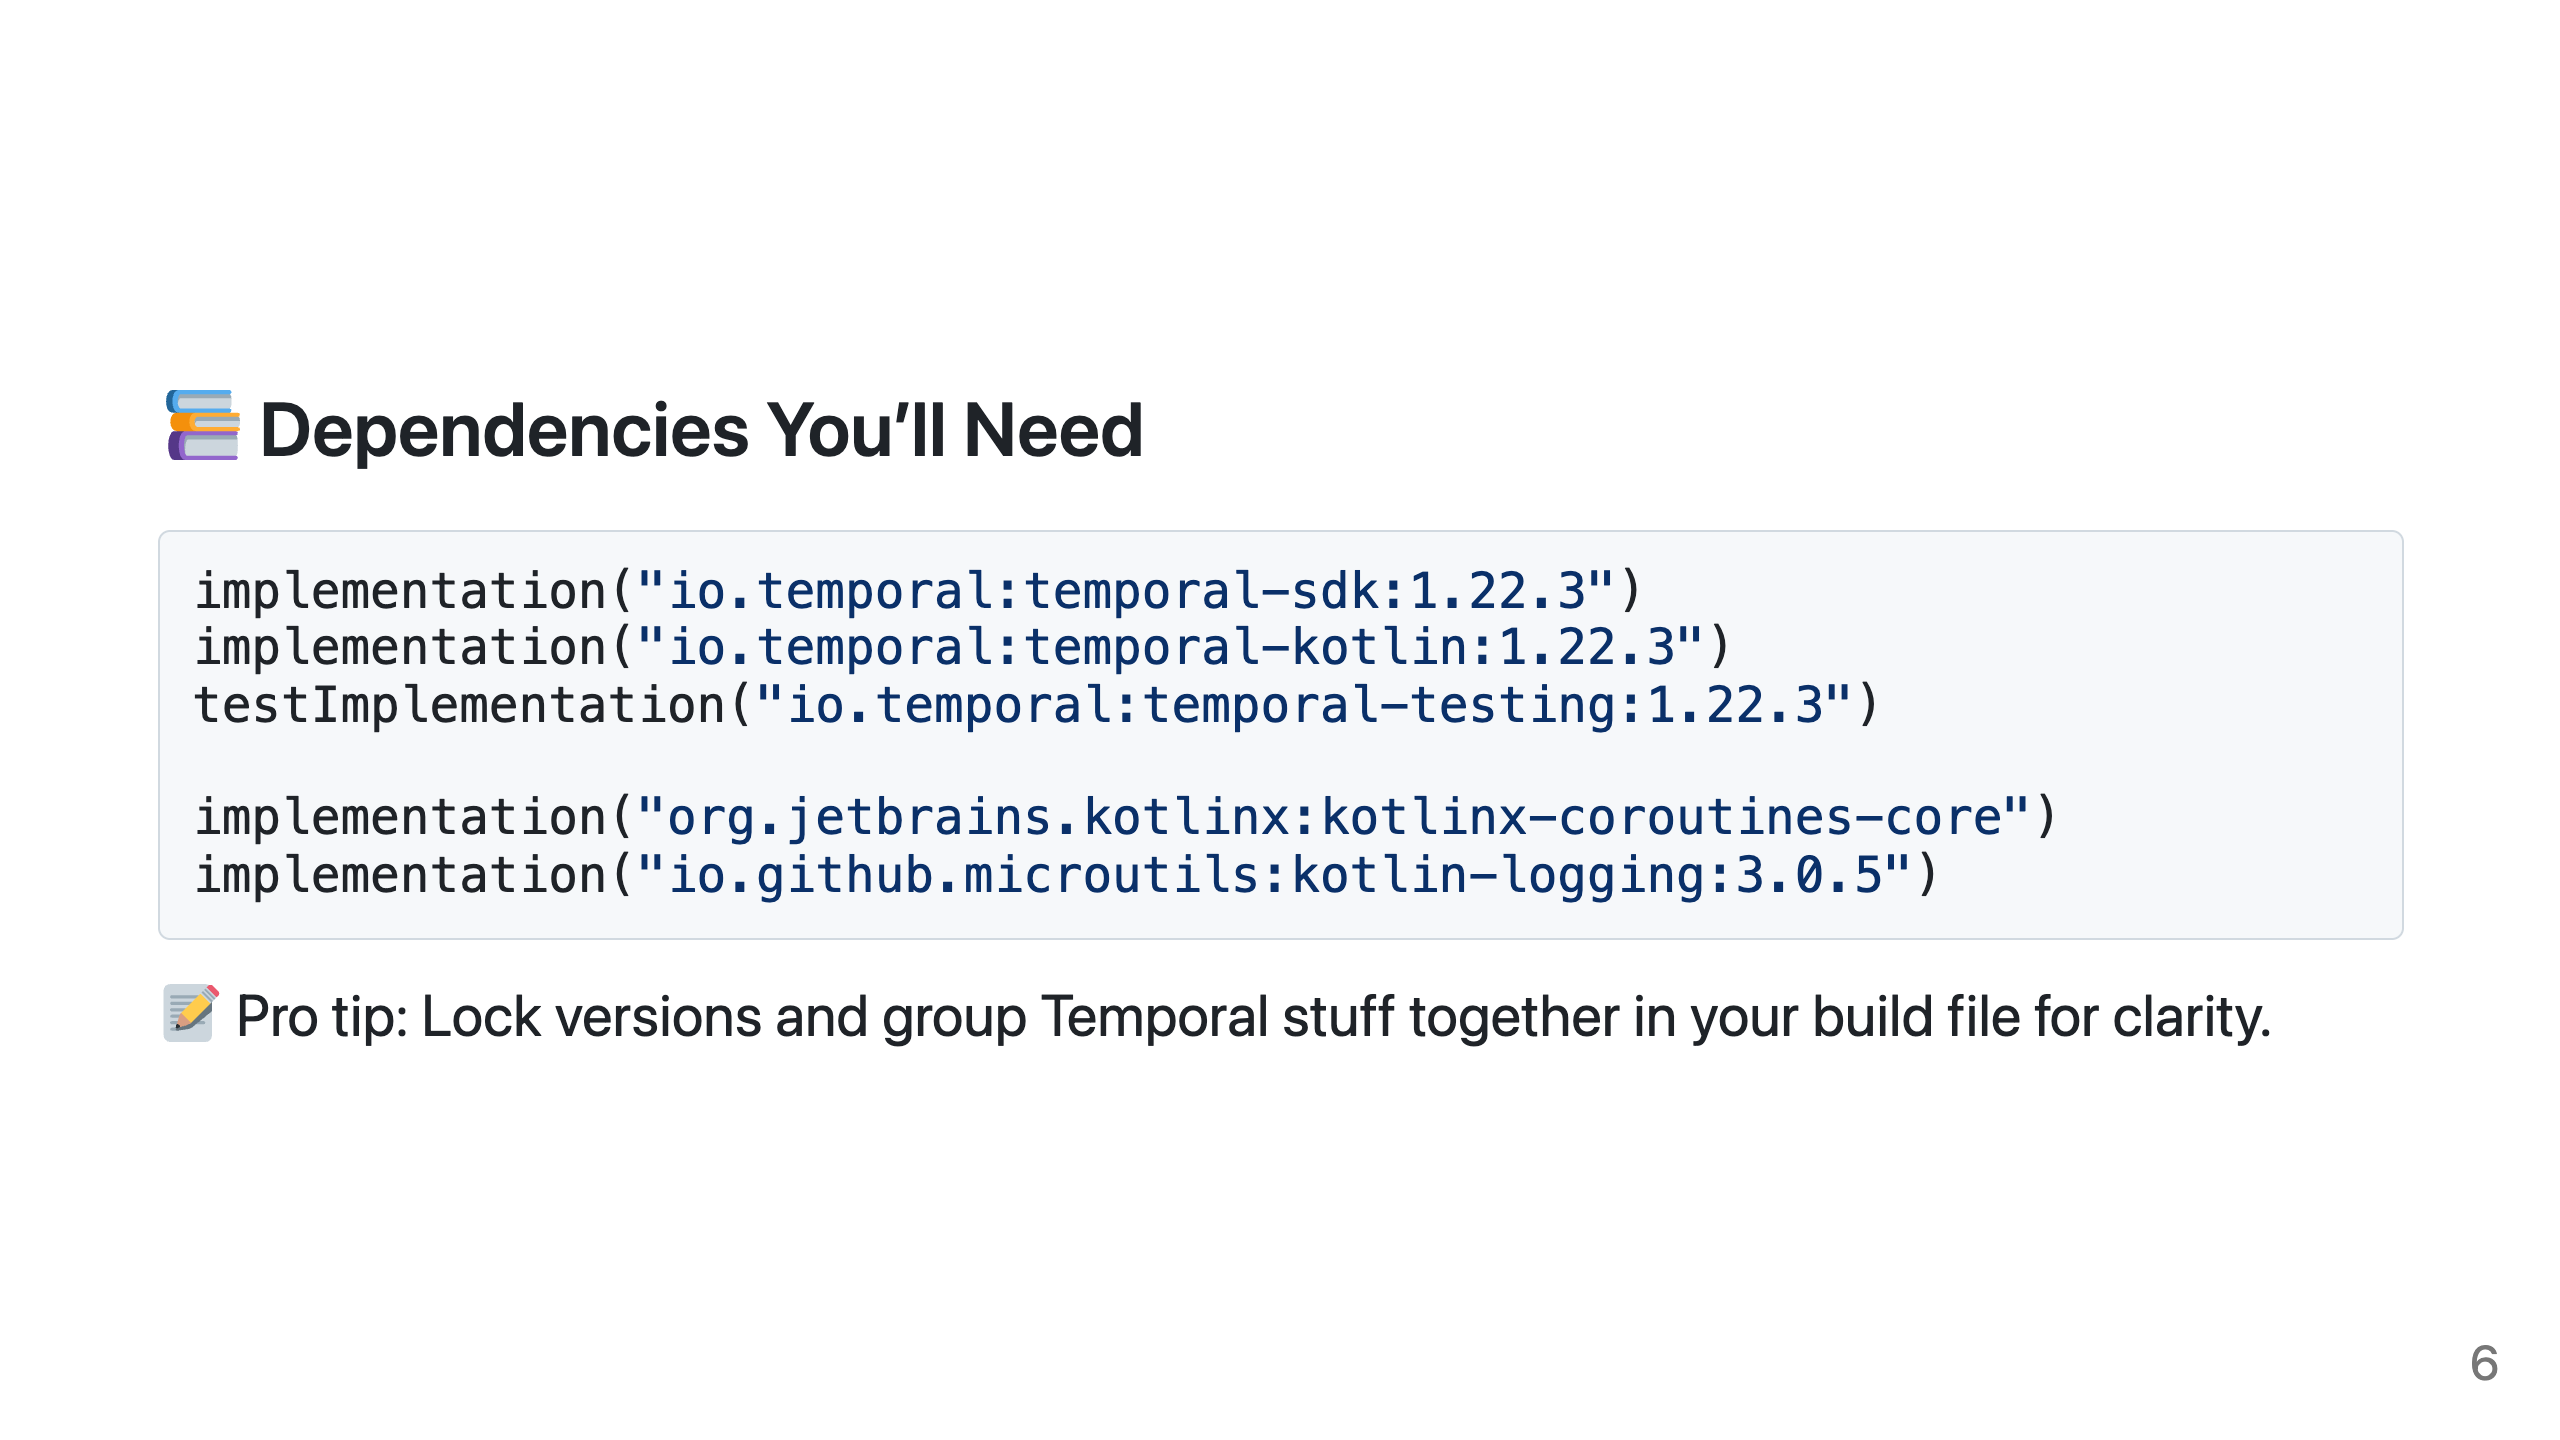 📚 Dependencies You’ll Need
implementation("io.temporal:temporal-sdk:1.22.3")
implementation("io.temporal:temporal-kotlin:1.22.3")
testImplementation("io.temporal:temporal-testing:1.22.3")
implementation("org.jetbrains.kotlinx:kotlinx-coroutines-core")
implementation("io.github.microutils:kotlin-logging:3.0.5")
📝 Pro tip: Lock versions and group Temporal stuff together in your build file for clarity.
6